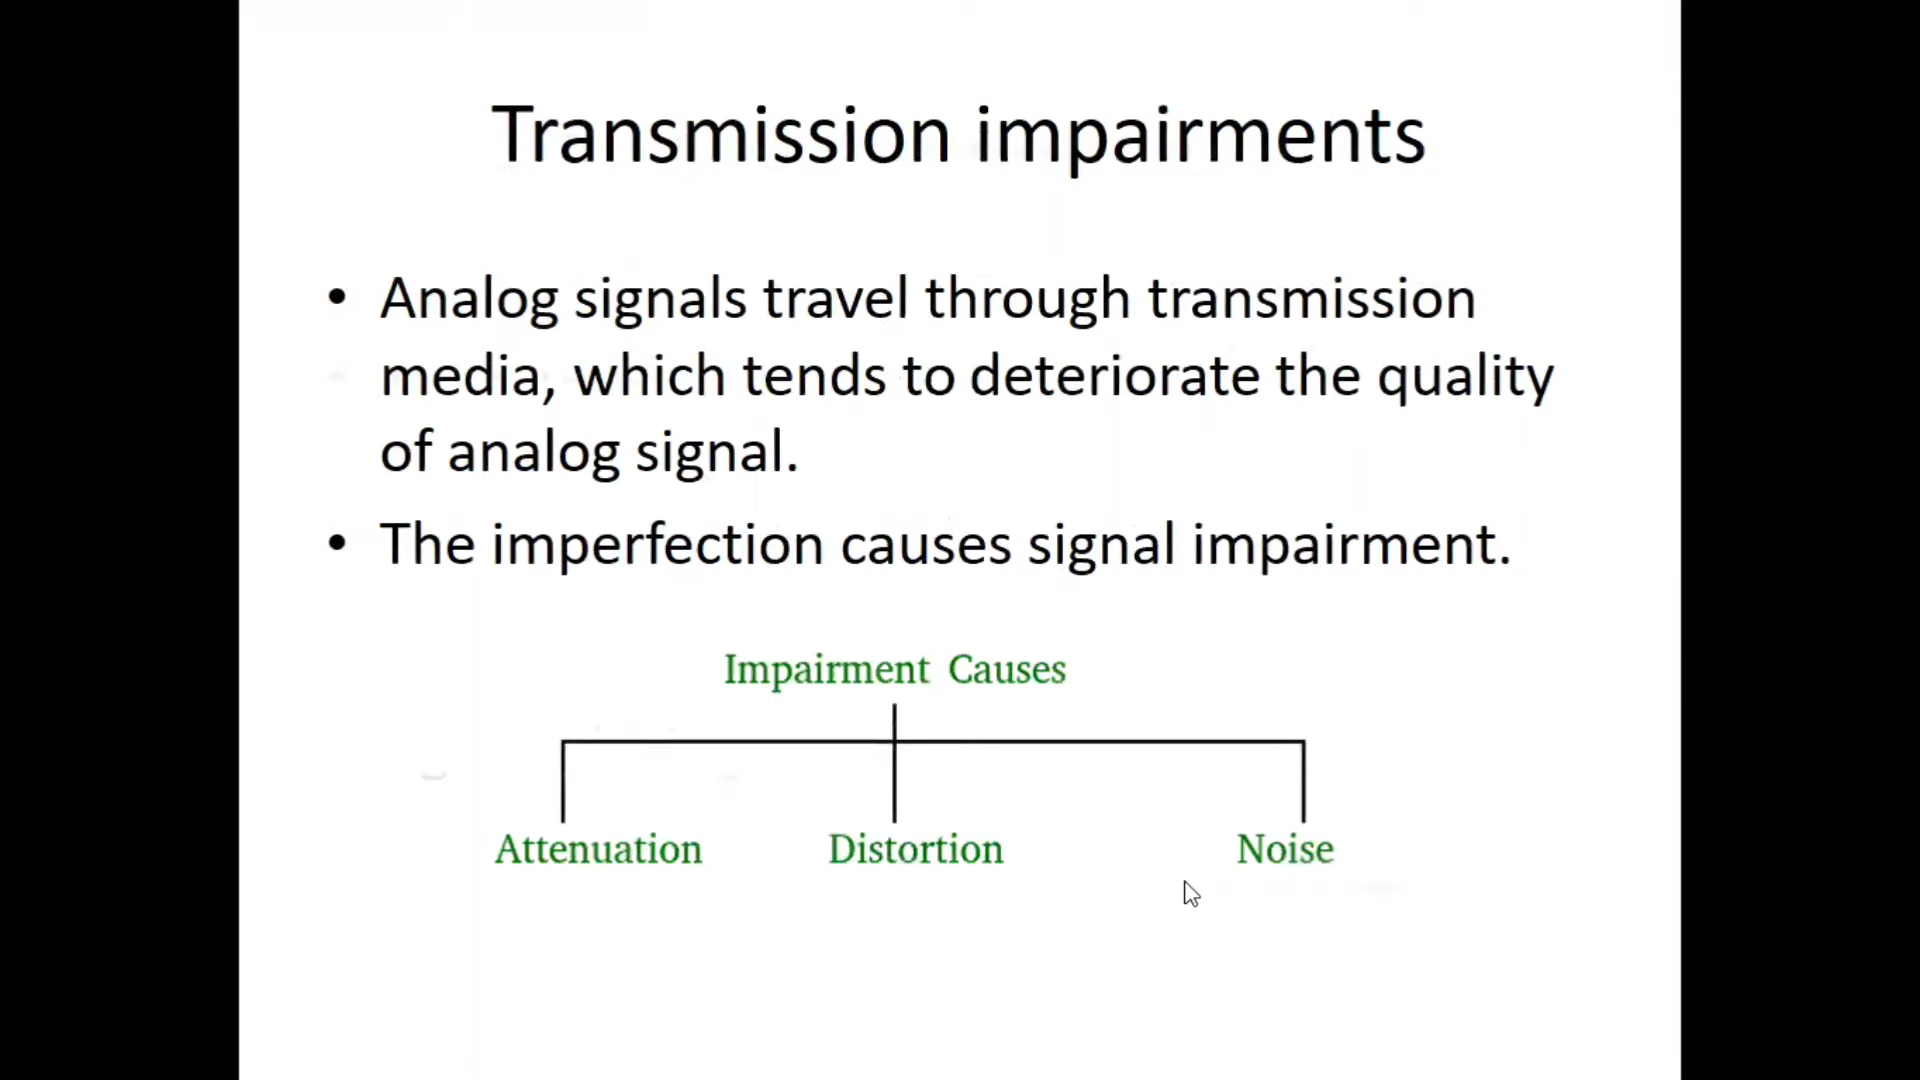 Transmission impairments
• Analog signals travel through transmission
media, which tends to deteriorate the quality
of analog signal.
• The imperfection causes signal impairment.
Impairment Causes
Attenuation Distortion Noise